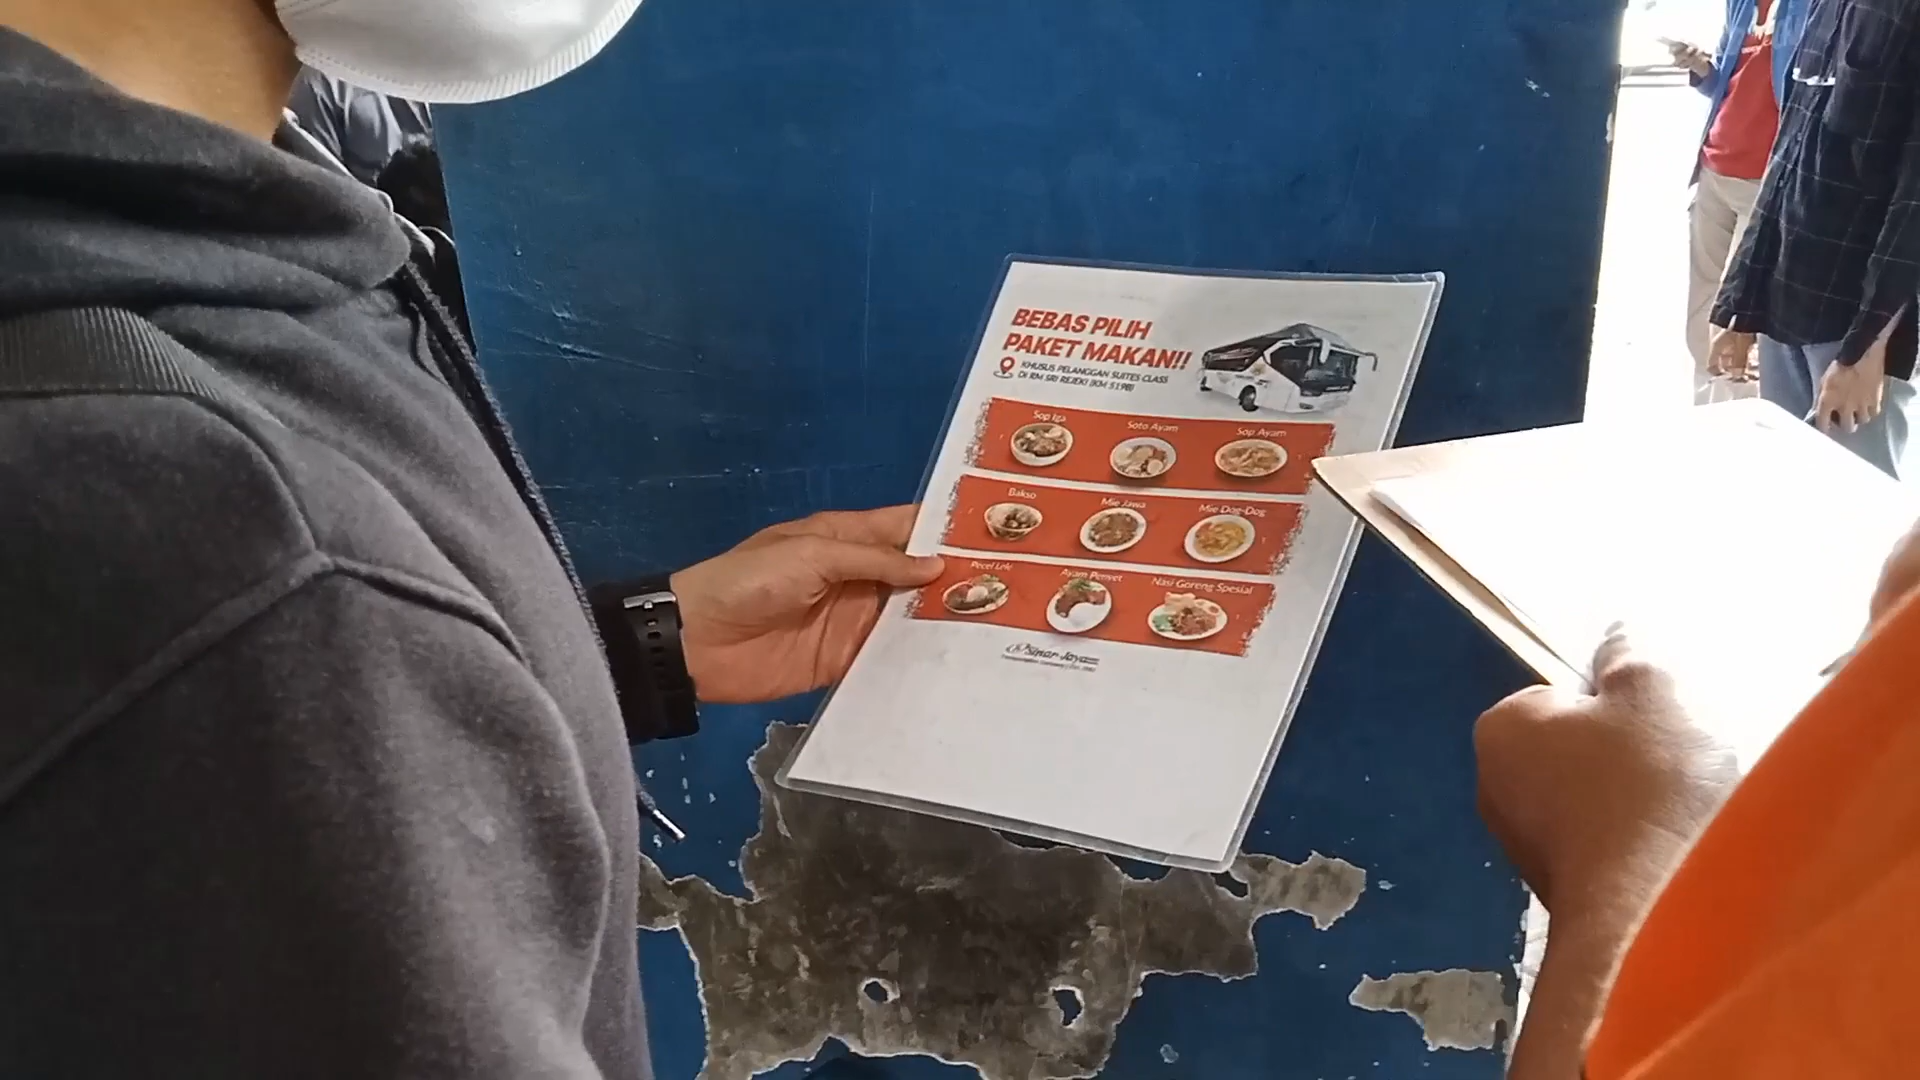 BEBAS PILIH
PAKET MAKAN!!
KHUSUS PELANGGAN SUITES CLASS
DI RM SRI REJEKI (KM 519B)
Sop Iga Soto Ayam Sop Ayam
Bakso Mie Jawa Mie Dog-Dog
Pecel Lele Ayam Penyet Nasi Goreng Spesial
Sinar Jaya